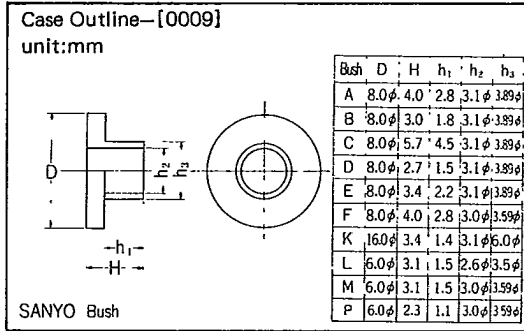 Case Outline–[0009]
unit:mm
Bush D H h₁ h₂ h₃
A 8.0φ 4.0 2.8 3.1φ 3.89φ
B 8.0φ 3.0 1.8 3.1φ 3.89φ
C 8.0φ 5.7 4.5 3.1φ 3.89φ
D 8.0φ 2.7 1.5 3.1φ 3.89φ
E 8.0φ 3.4 2.2 3.1φ 3.89φ
F 8.0φ 4.0 2.8 3.0φ 3.59φ
K 16.0φ 3.4 1.4 3.1φ 6.0φ
L 6.0φ 3.1 1.5 2.6φ 3.5φ
M 6.0φ 3.1 1.5 3.0φ 3.59φ
P 6.0φ 2.3 1.1 3.0φ 3.59φ
D
h₂
h₃
h₁
H
SANYO Bush